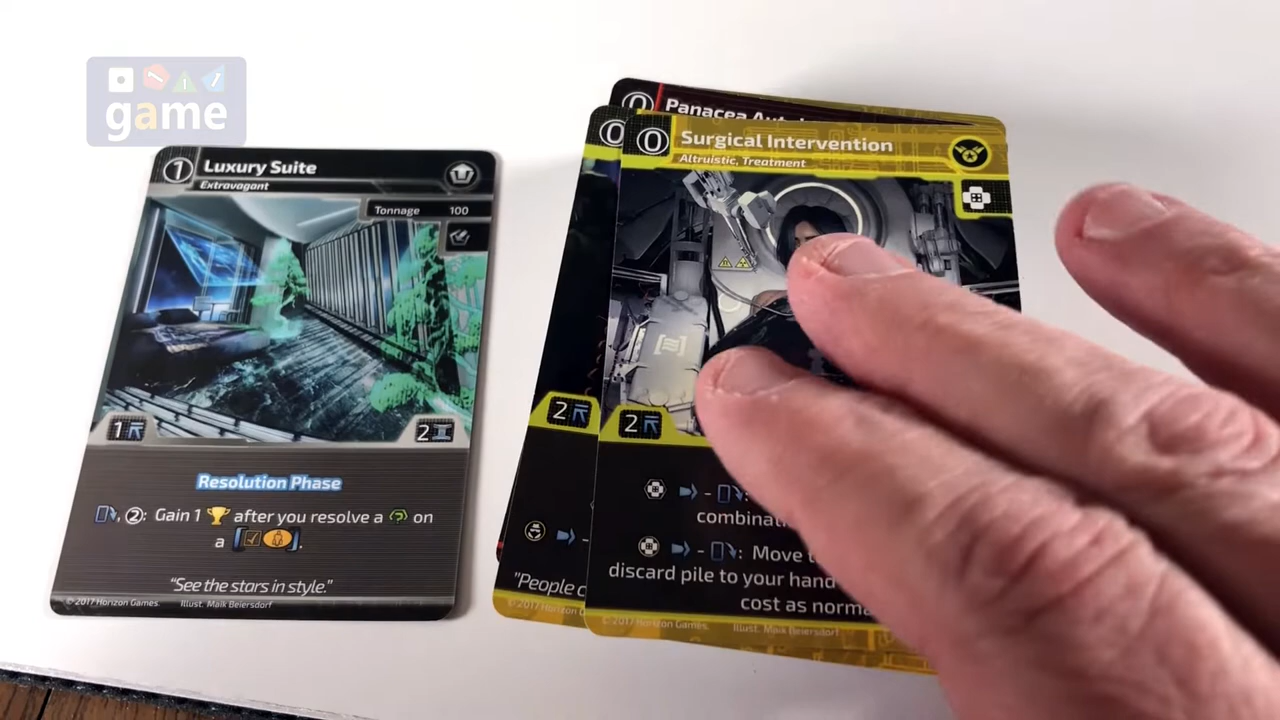 game
1 Luxury Suite
Extravagant
Tonnage 100
1
2
Resolution Phase
②: Gain 1 after you resolve a on
a
"See the stars in style."
© 2017 Horizon Games. Illust. Maik Beiersdorf
0 Panacea
0
2
"People
© 2017 Horizon
0 Surgical Intervention
Altruistic, Treatment
2
- :
- : Move
discard pile to your hand
cost as
© 2017 Horizon Games. Illust. Maik Beiersdorf